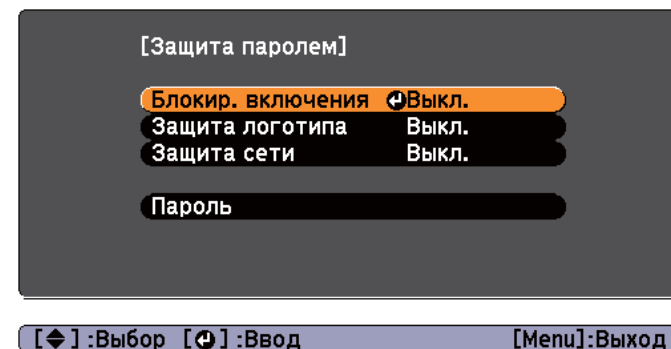 [Защита паролем]
Блокир. включения Выкл.
Защита логотипа Выкл.
Защита сети Выкл.
Пароль
[◆] :Выбор [⏎] :Ввод [Menu]:Выход